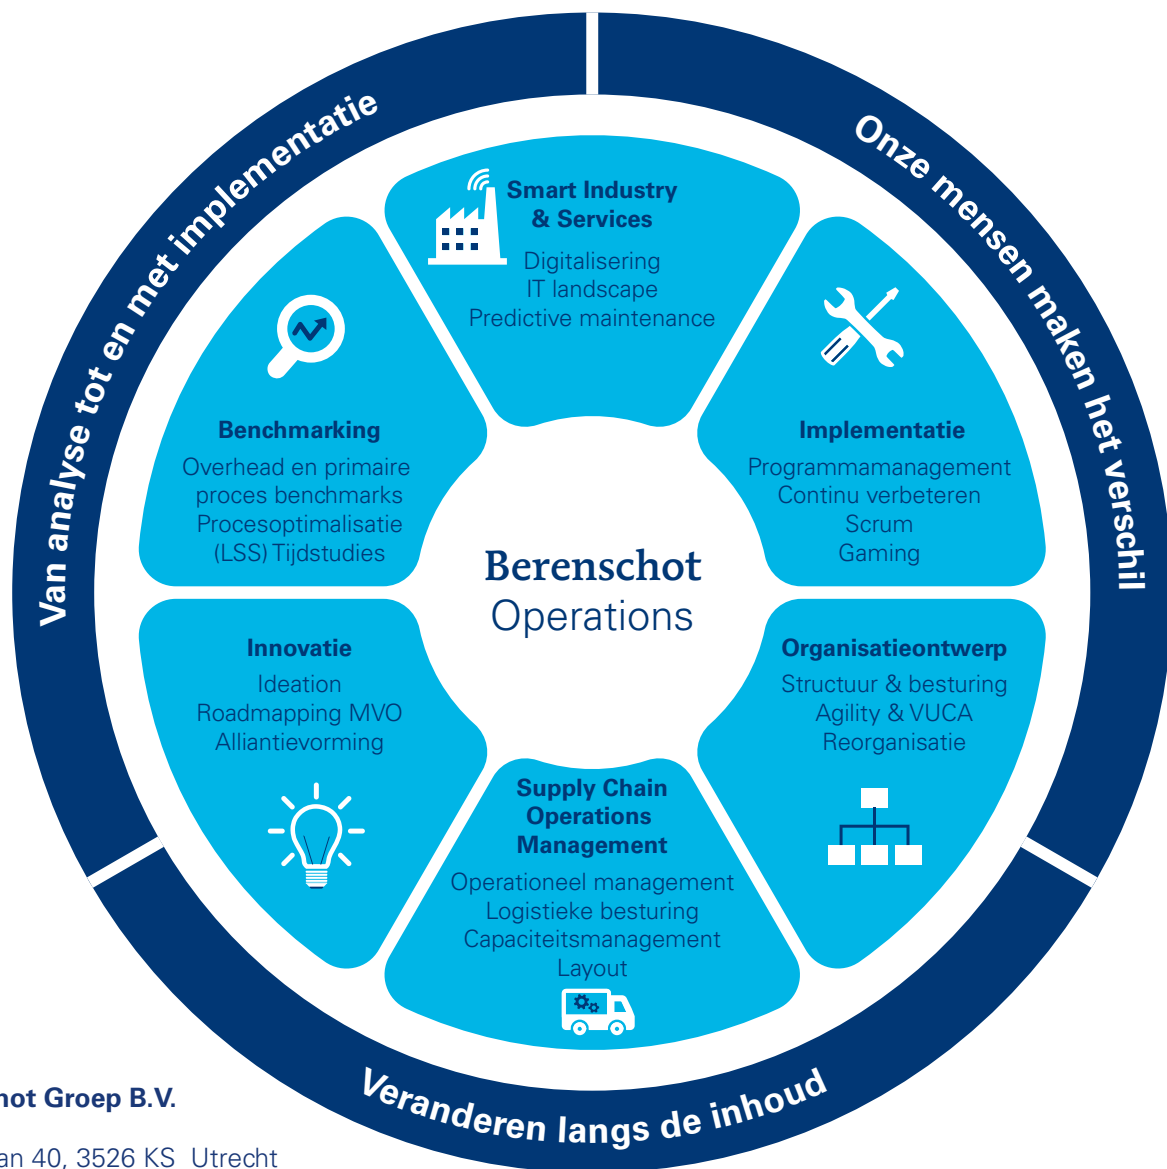 Van analyse tot en met implementatie
Onze mensen maken het verschil
Smart Industry
& Services
Digitalisering
IT landscape
Predictive maintenance
Benchmarking
Overhead en primaire
proces benchmarks
Procesoptimalisatie
(LSS) Tijdstudies
Implementatie
Programmamanagement
Continu verbeteren
Scrum
Gaming
Berenschot
Operations
Innovatie
Ideation
Roadmapping MVO
Alliantievorming
Organisatieontwerp
Structuur & besturing
Agility & VUCA
Reorganisatie
Supply Chain
Operations
Management
Operationeel management
Logistieke besturing
Capaciteitsmanagement
Layout
Veranderen langs de inhoud
Groep B.V.
40, 3526 KS Utrecht